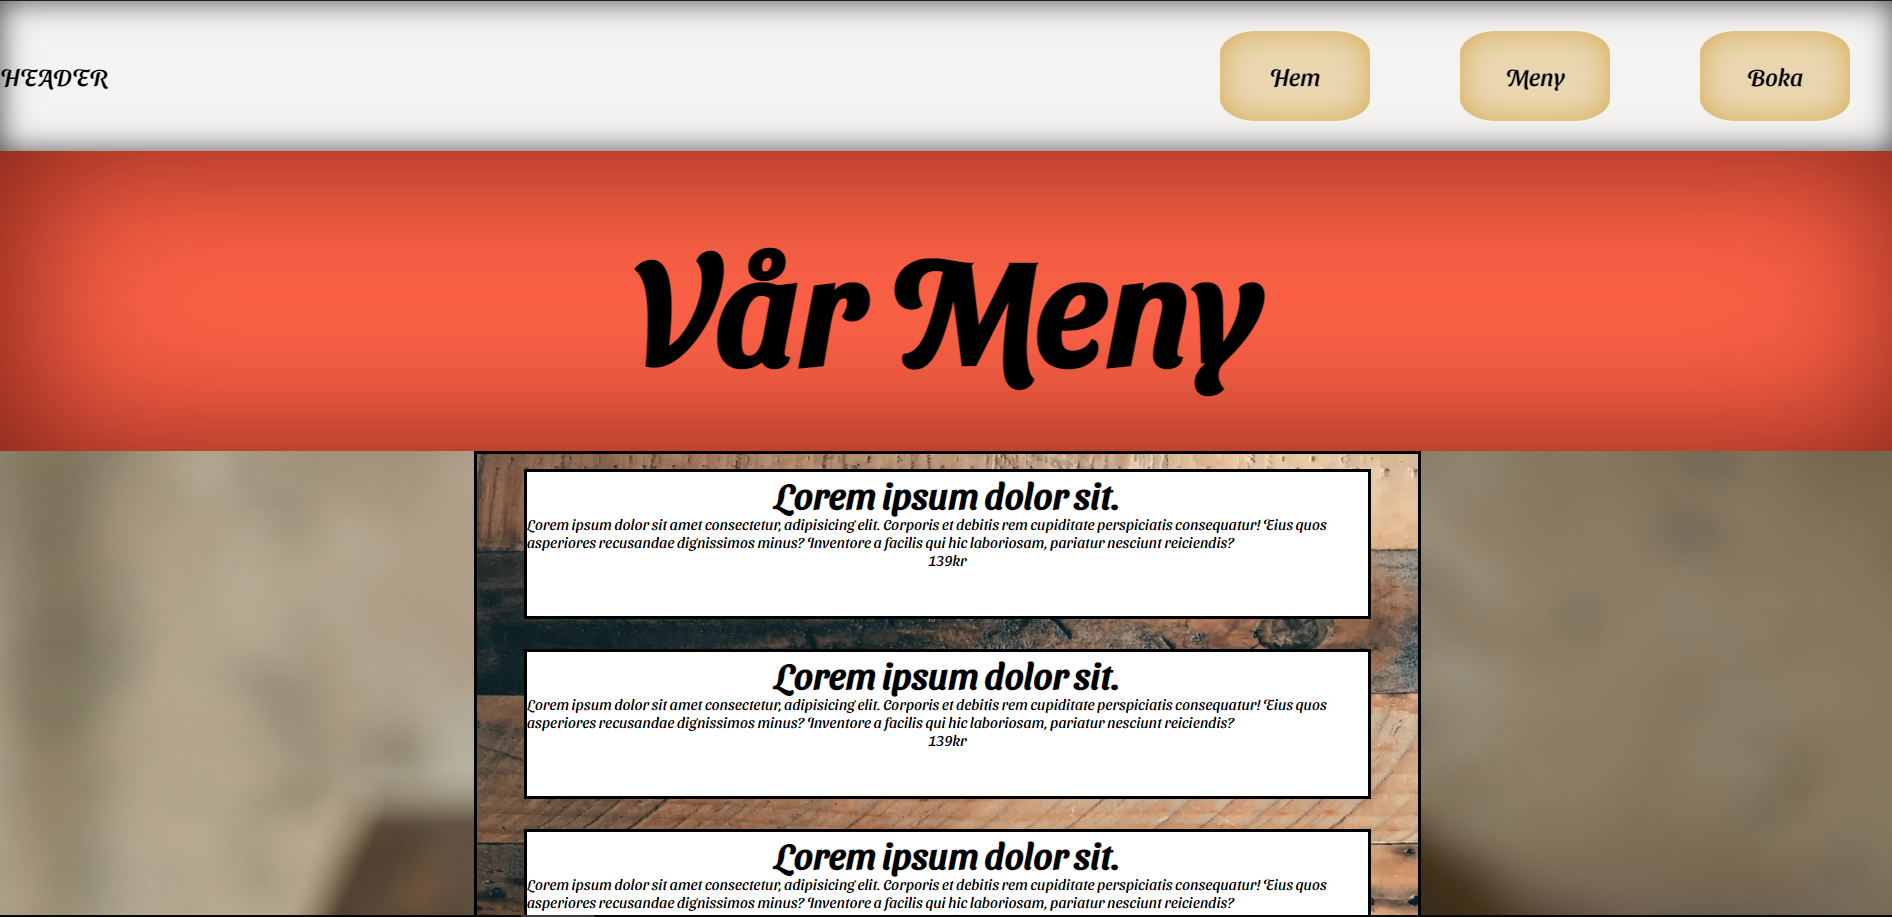 HEADER
Hem
Meny
Boka
Vår Meny
Lorem ipsum dolor sit.
Lorem ipsum dolor sit amet consectetur, adipisicing elit. Corporis et debitis rem cupiditate perspiciatis consequatur! Eius quos
asperiores recusandae dignissimos minus? Inventore a facilis qui hic laboriosam, pariatur nesciunt reiciendis?
139kr
Lorem ipsum dolor sit.
Lorem ipsum dolor sit amet consectetur, adipisicing elit. Corporis et debitis rem cupiditate perspiciatis consequatur! Eius quos
asperiores recusandae dignissimos minus? Inventore a facilis qui hic laboriosam, pariatur nesciunt reiciendis?
139kr
Lorem ipsum dolor sit.
Lorem ipsum dolor sit amet consectetur, adipisicing elit. Corporis et debitis rem cupiditate perspiciatis consequatur! Eius quos
asperiores recusandae dignissimos minus? Inventore a facilis qui hic laboriosam, pariatur nesciunt reiciendis?